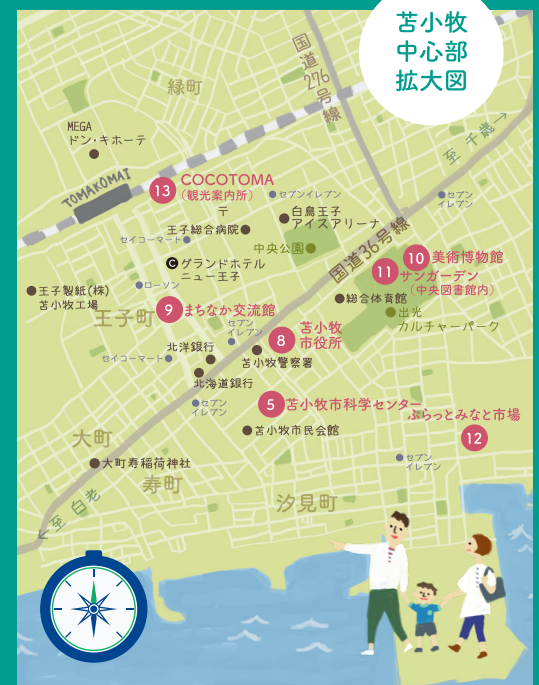 苫小牧
中心部
拡大図
国道276号線
緑町
MEGA
ドン・キホーテ
至 千歳→
TOMAKOMAI
13 COCOTOMA
(観光案内所)
〒
セブンイレブン
セブン
イレブン
白鳥王子
アイスアリーナ
王子総合病院
セイコーマート
中央公園
国道36号線
10 美術博物館
11 サンガーデン
(中央図書館内)
C グランドホテル
ニュー王子
ローソン
王子製紙(株)
苫小牧工場
総合体育館
出光
カルチャーパーク
王子町
9 まちなか交流館
セブン
イレブン
8 苫小牧
市役所
北洋銀行
苫小牧警察署
セイコーマート
北海道銀行
セブン
イレブン
5 苫小牧市科学センター
ぷらっとみなと市場
12
苫小牧市民会館
大町
セブン
イレブン
大町寿稲荷神社
寿町
汐見町
←至 白老